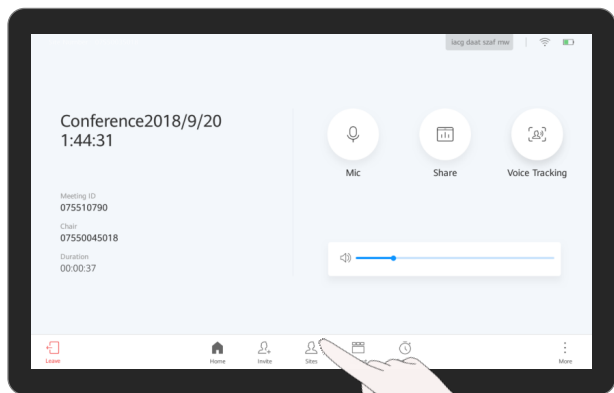 iacg daat szaf mw
Conference2018/9/20
1:44:31
Mic
Share
Voice Tracking
Meeting ID
075510790
Chair
07550045018
Duration
00:00:37
Leave
Home
Invite
Sites
More